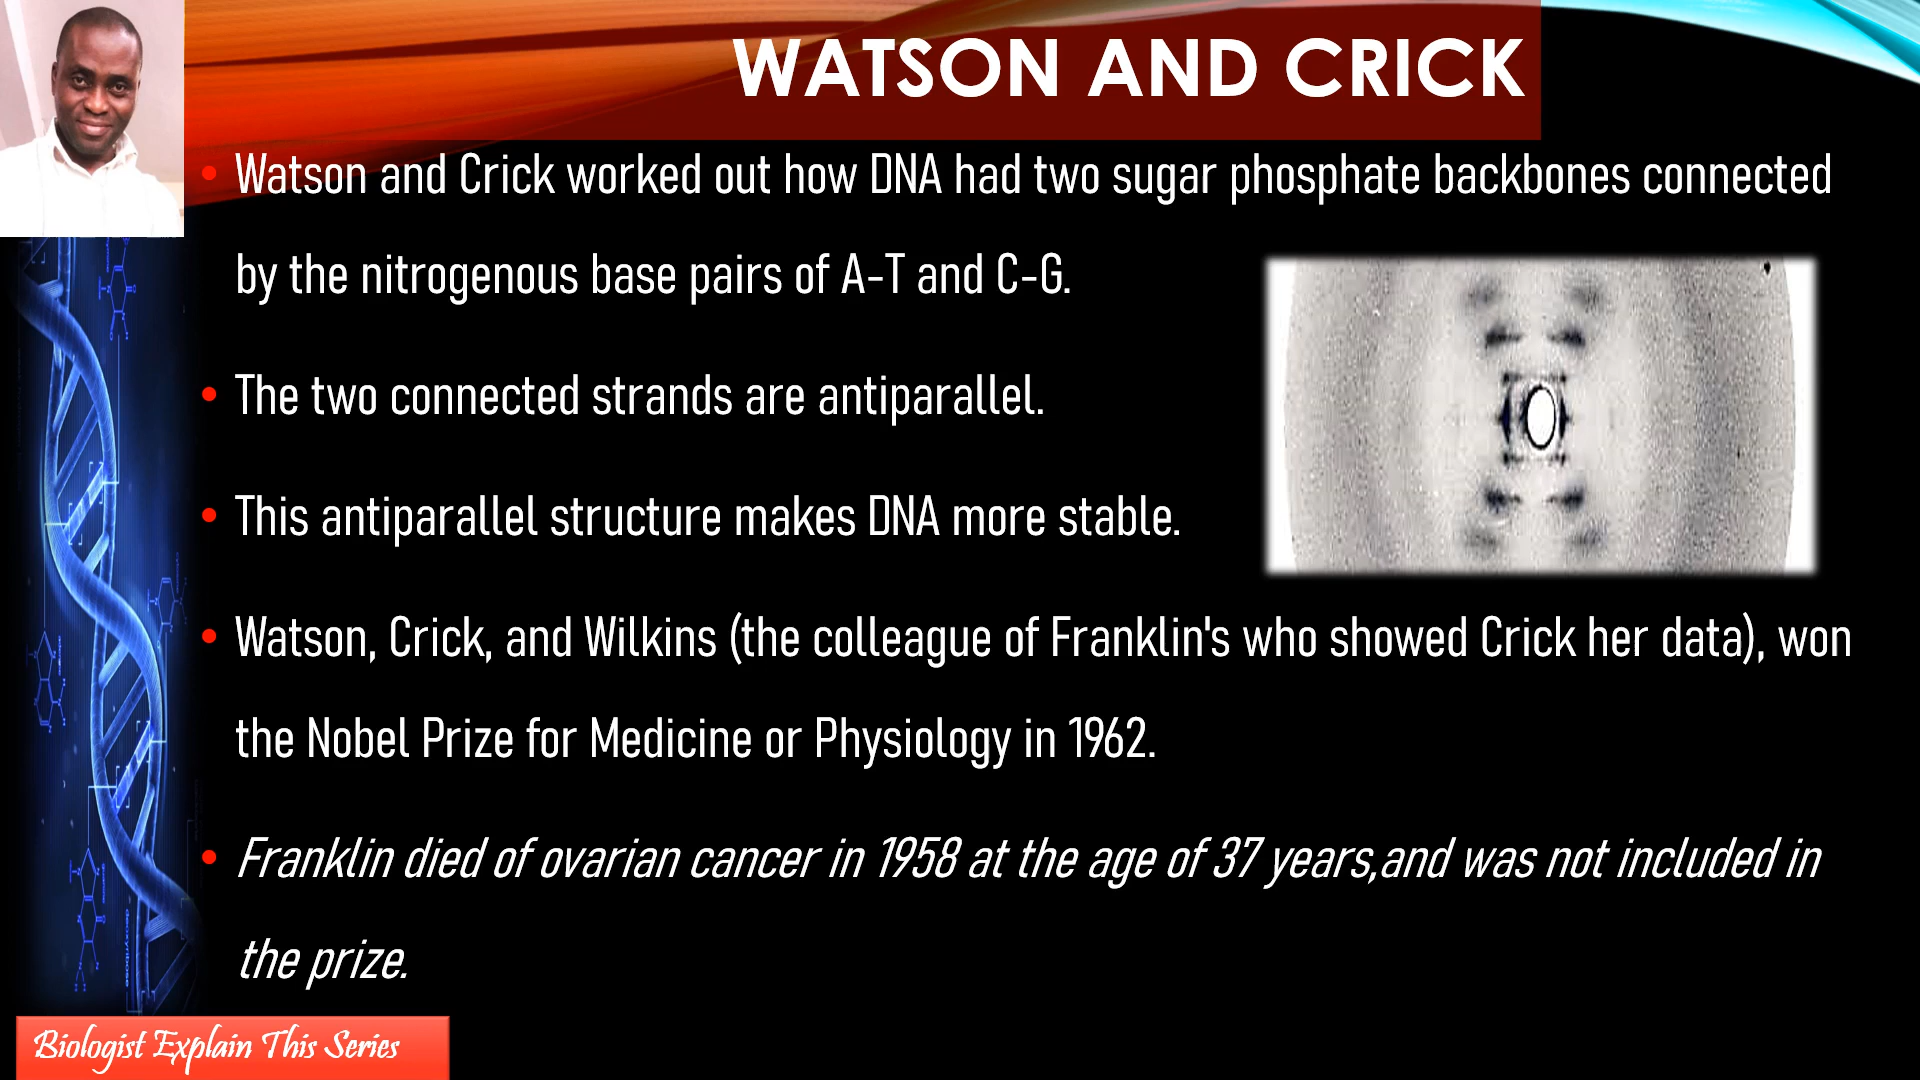 WATSON AND CRICK
• Watson and Crick worked out how DNA had two sugar phosphate backbones connected
by the nitrogenous base pairs of A-T and C-G.
• The two connected strands are antiparallel.
• This antiparallel structure makes DNA more stable.
• Watson, Crick, and Wilkins (the colleague of Franklin's who showed Crick her data), won
the Nobel Prize for Medicine or Physiology in 1962.
• Franklin died of ovarian cancer in 1958 at the age of 37 years,and was not included in
the prize.
Biologist Explain This Series